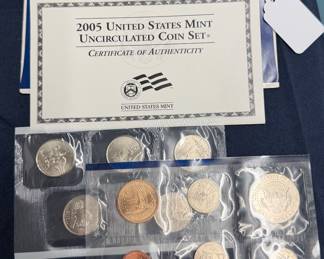 2005 UNITED STATES MINT
UNCIRCULATED COIN SET®
CERTIFICATE OF AUTHENTICITY
UNITED STATES MINT